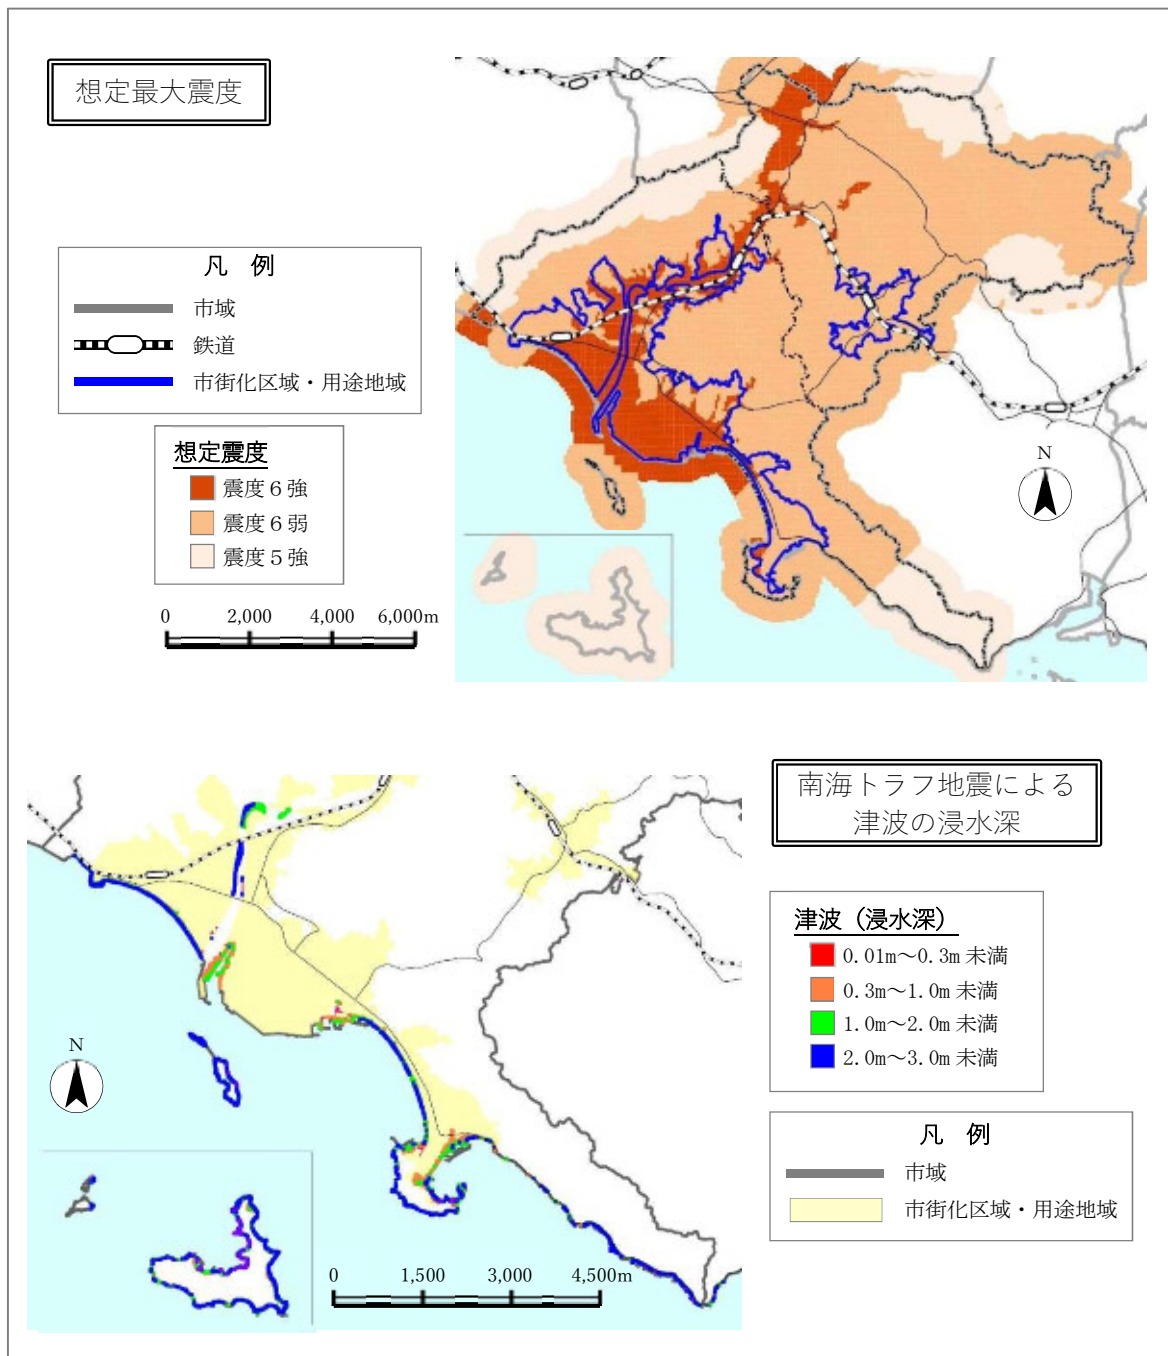 想定最大震度
凡 例
市域
鉄道
市街化区域・用途地域
想定震度
震度６強
震度６弱
震度５強
0 2,000 4,000 6,000m
N
南海トラフ地震による
津波の浸水深
津波（浸水深）
0.01m～0.3m 未満
0.3m～1.0m 未満
1.0m～2.0m 未満
2.0m～3.0m 未満
N
凡 例
市域
市街化区域・用途地域
0 1,500 3,000 4,500m